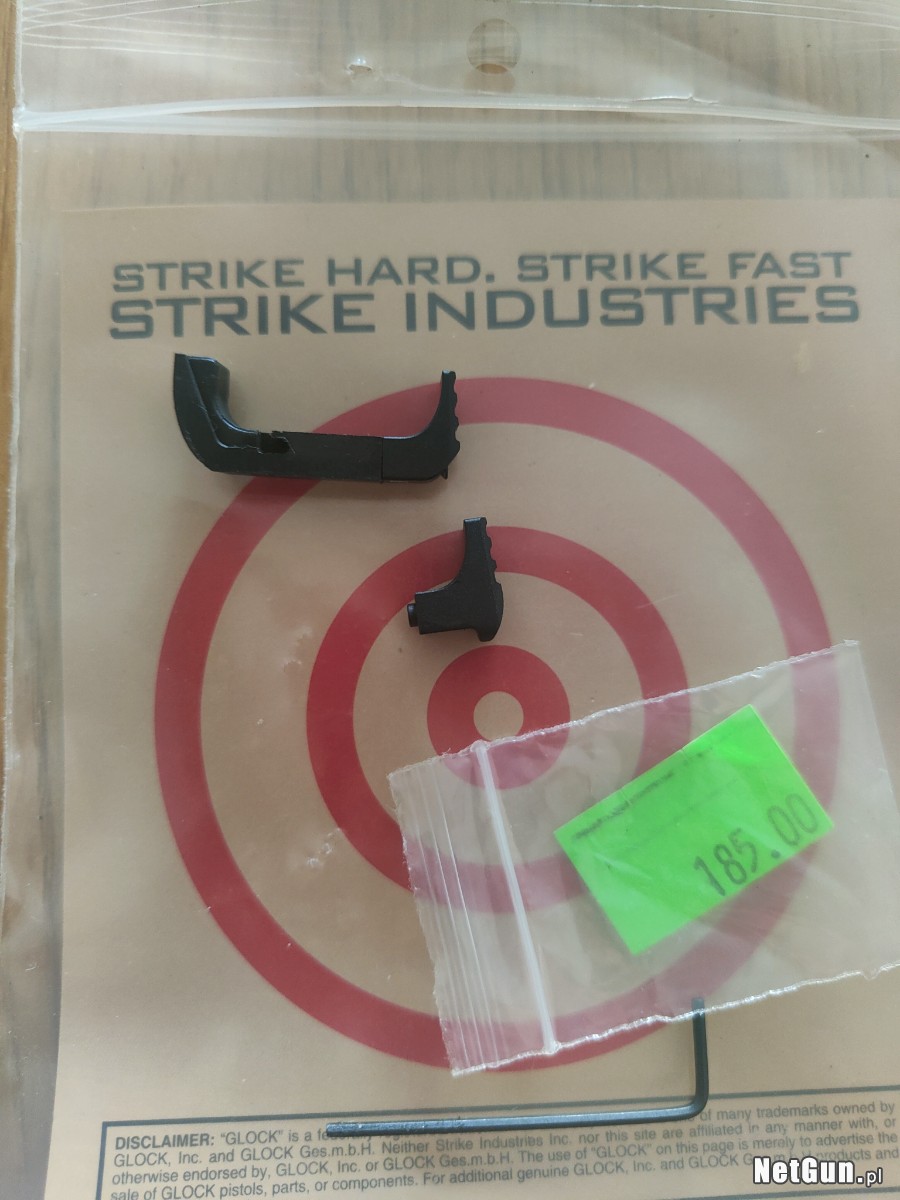 STRIKE HARD. STRIKE FAST
STRIKE INDUSTRIES
185.00
DISCLAIMER: "GLOCK" is a of many trademarks owned by
GLOCK, Inc. and GLOCK Ges.m.b.H. Neither Strike Industries Inc. nor this site are affiliated in any manner with, or
otherwise endorsed by, GLOCK, Inc. or GLOCK Ges.m.b.H. The use of "GLOCK" on this page is meraly to advertise the
sale of GLOCK pistols, parts, or components. For additional genuine GLOCK, Inc. and GLOCK products and
NetGun.pl